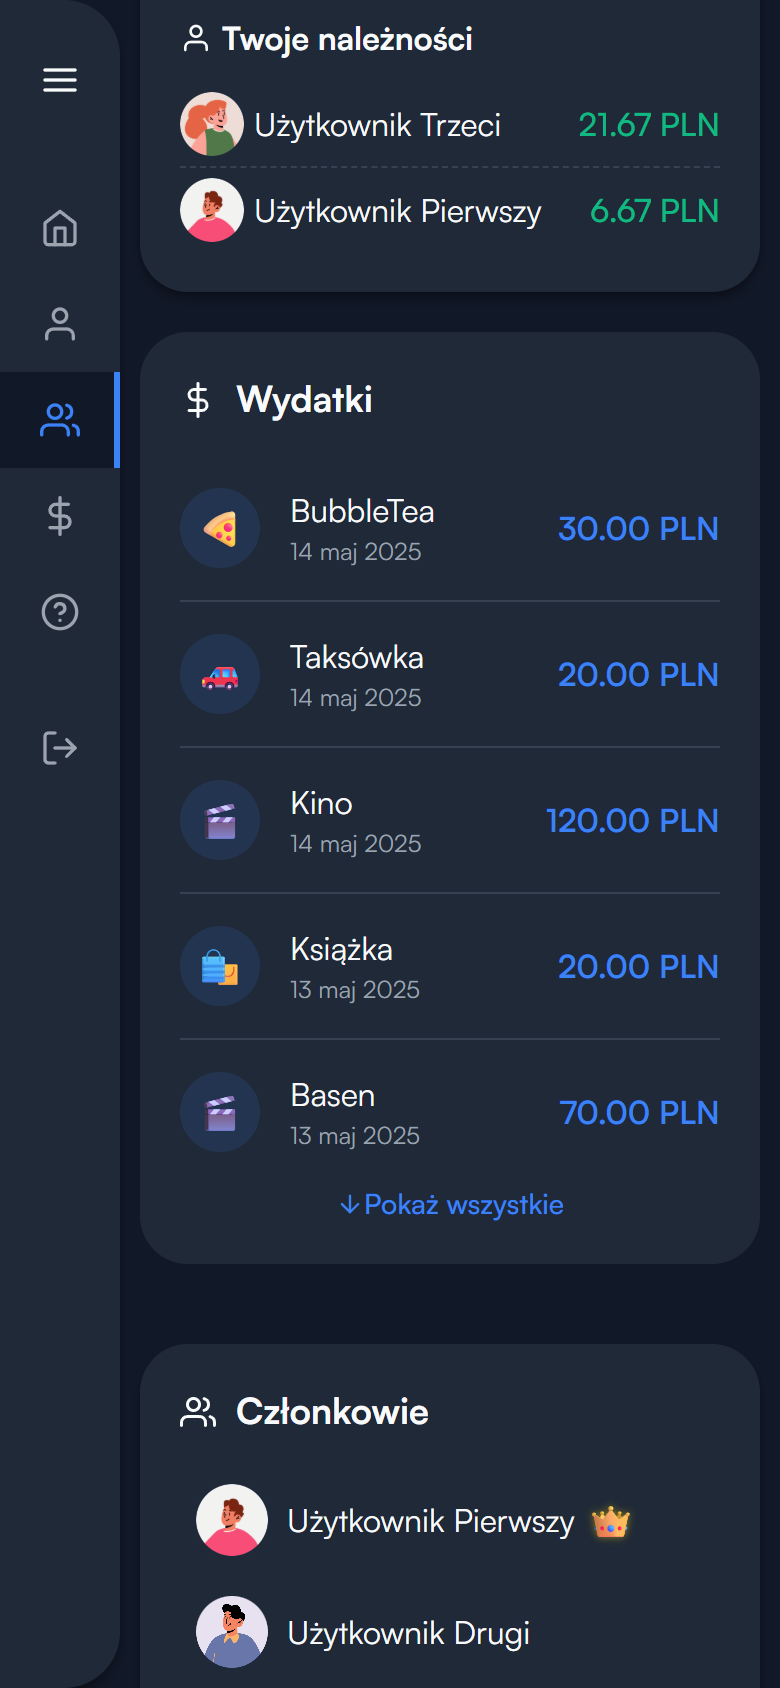 Twoje należności
Użytkownik Trzeci 21.67 PLN
Użytkownik Pierwszy 6.67 PLN
Wydatki
BubbleTea
14 maj 2025
30.00 PLN
Taksówka
14 maj 2025
20.00 PLN
Kino
14 maj 2025
120.00 PLN
Książka
13 maj 2025
20.00 PLN
Basen
13 maj 2025
70.00 PLN
Pokaż wszystkie
Członkowie
Użytkownik Pierwszy
Użytkownik Drugi